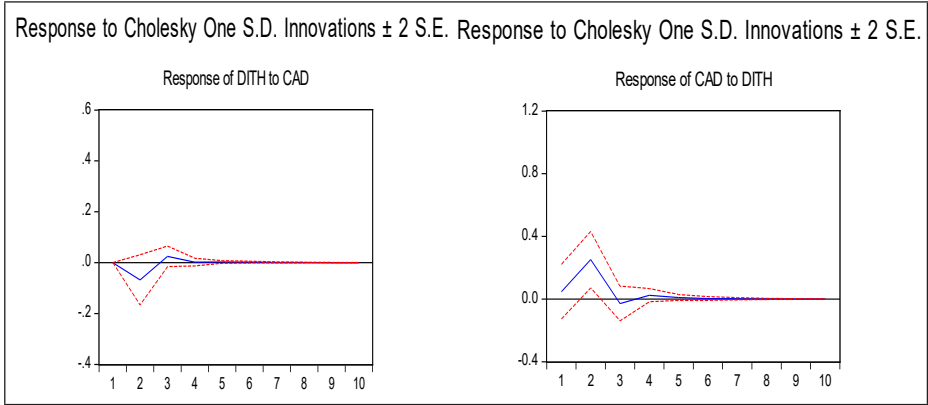 Response to Cholesky One S.D. Innovations ± 2 S.E.
Response of DITH to CAD
.6
.4
.2
.0
-.2
-.4
1 2 3 4 5 6 7 8 9 10
Response to Cholesky One S.D. Innovations ± 2 S.E.
Response of CAD to DITH
1.2
0.8
0.4
0.0
-0.4
1 2 3 4 5 6 7 8 9 10